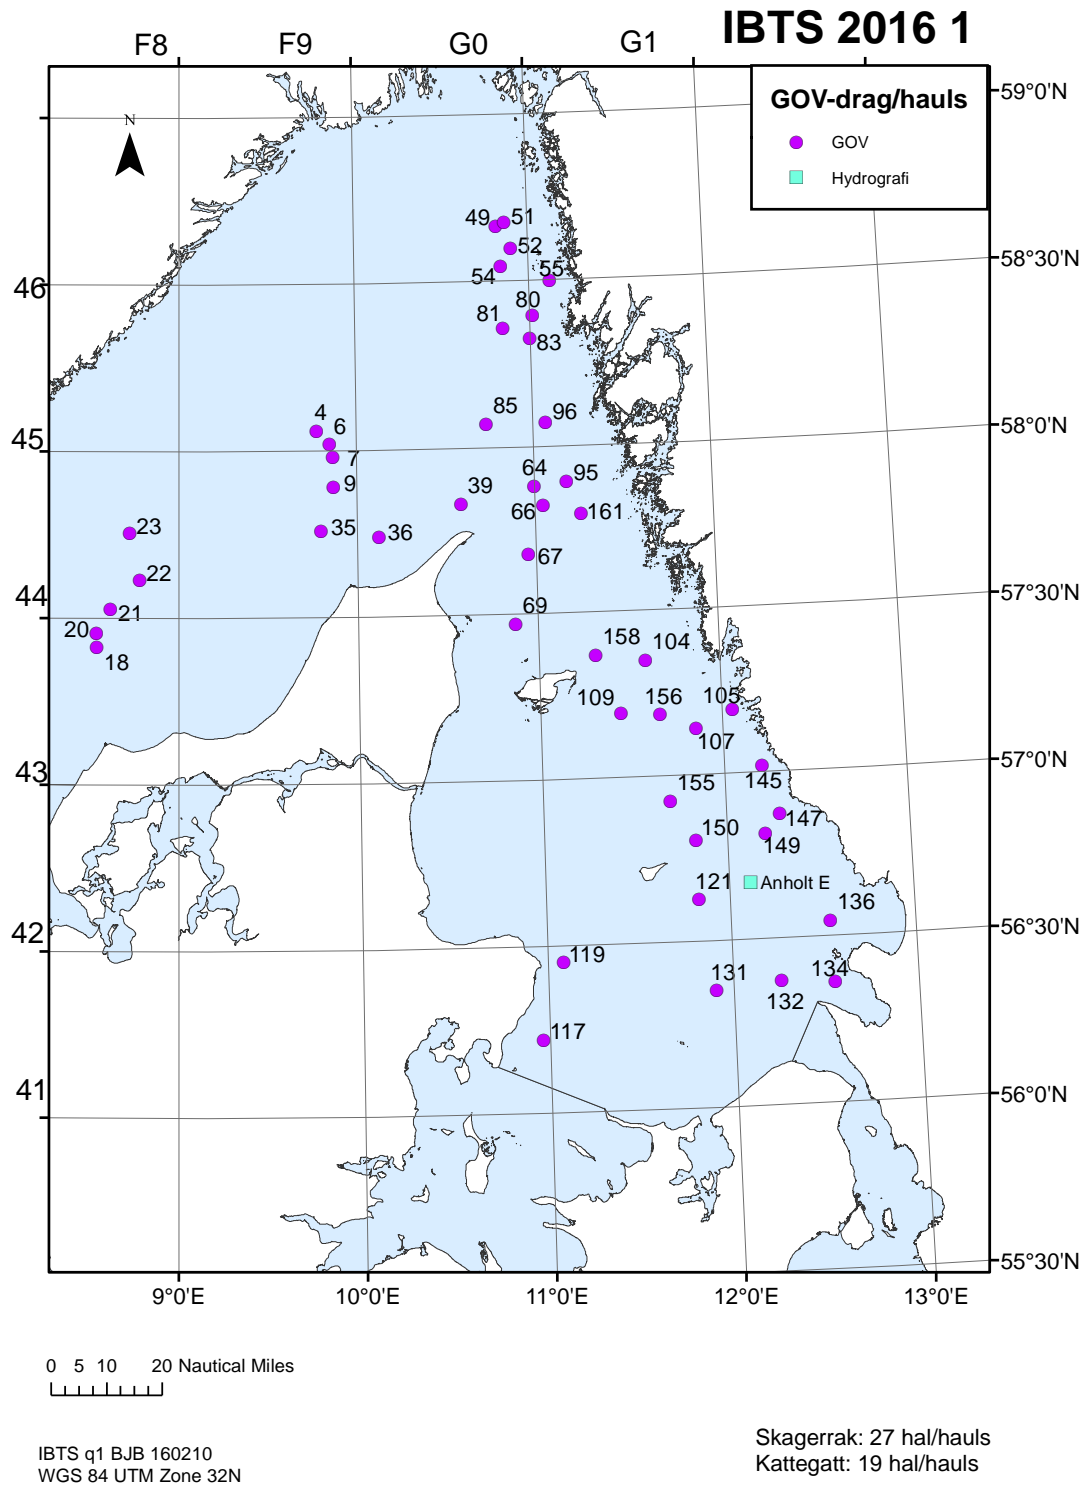 IBTS 2016 1
F8 F9 G0 G1
59°0'N
GOV-drag/hauls
GOV
Hydrografi
N
49 51
52
54 55
58°30'N
46
80
81
83
85 96
4
6
58°0'N
45
7
64 95
9 39
66 161
23 35 36
67
22
57°30'N
44
21
69
20
18
158 104
109 156 105
107
57°0'N
43
145
155
147
150
149
121 Anholt E
136
56°30'N
42
119
131 134
132
117
56°0'N
41
55°30'N
9°0'E 10°0'E 11°0'E 12°0'E 13°0'E
0 5 10 20 Nautical Miles
IBTS q1 BJB 160210
WGS 84 UTM Zone 32N
Skagerrak: 27 hal/hauls
Kattegatt: 19 hal/hauls